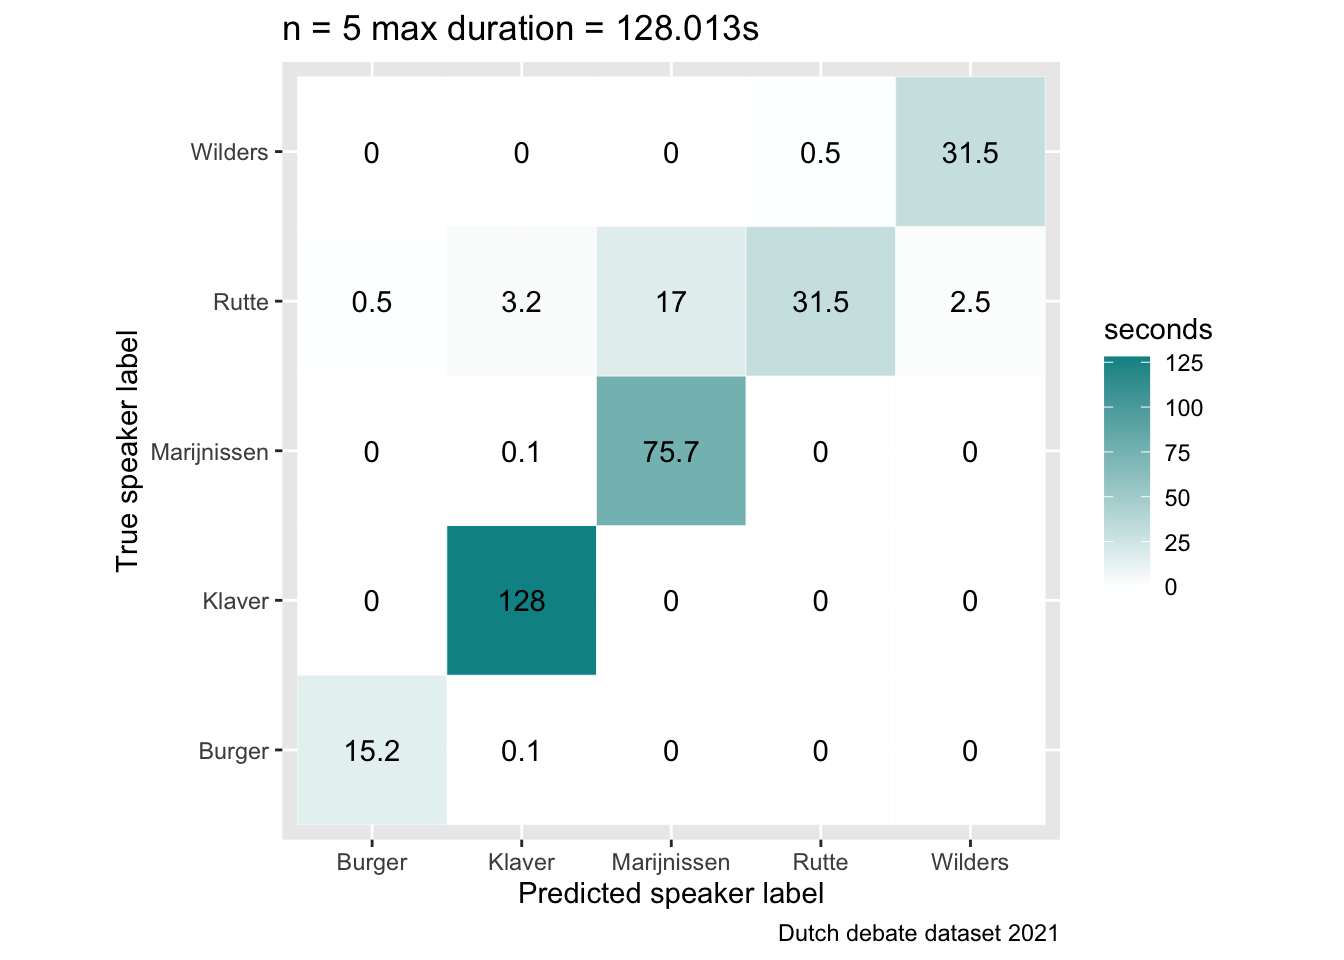 n = 5 max duration = 128.013s
Wilders 0 0 0 0.5 31.5
Rutte 0.5 3.2 17 31.5 2.5
Marijnissen 0 0.1 75.7 0 0
Klaver 0 128 0 0 0
Burger 15.2 0.1 0 0 0
True speaker label
Burger Klaver Marijnissen Rutte Wilders
Predicted speaker label
Dutch debate dataset 2021
seconds
125
100
75
50
25
0